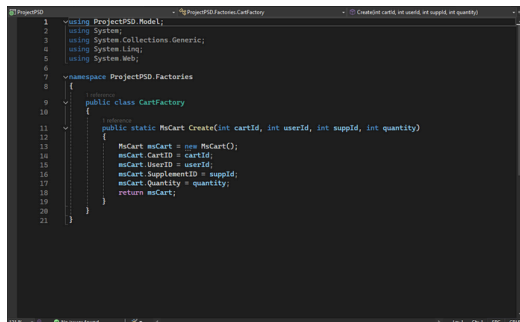 ProjectPSD
ProjectPSD.Factories.CartFactory
Create(int cartId, int userId, int suppId, int quantity)
1 using ProjectPSD.Model;
2 using System;
3 using System.Collections.Generic;
4 using System.Linq;
5 using System.Web;
6
7 namespace ProjectPSD.Factories
8 {
1 reference
9 public class CartFactory
10 {
1 reference
11 public static MsCart Create(int cartId, int userId, int suppId, int quantity)
12 {
13 MsCart msCart = new MsCart();
14 msCart.CartID = cartId;
15 msCart.UserID = userId;
16 msCart.SupplementID = suppId;
17 msCart.Quantity = quantity;
18 return msCart;
19 }
20 }
21 }